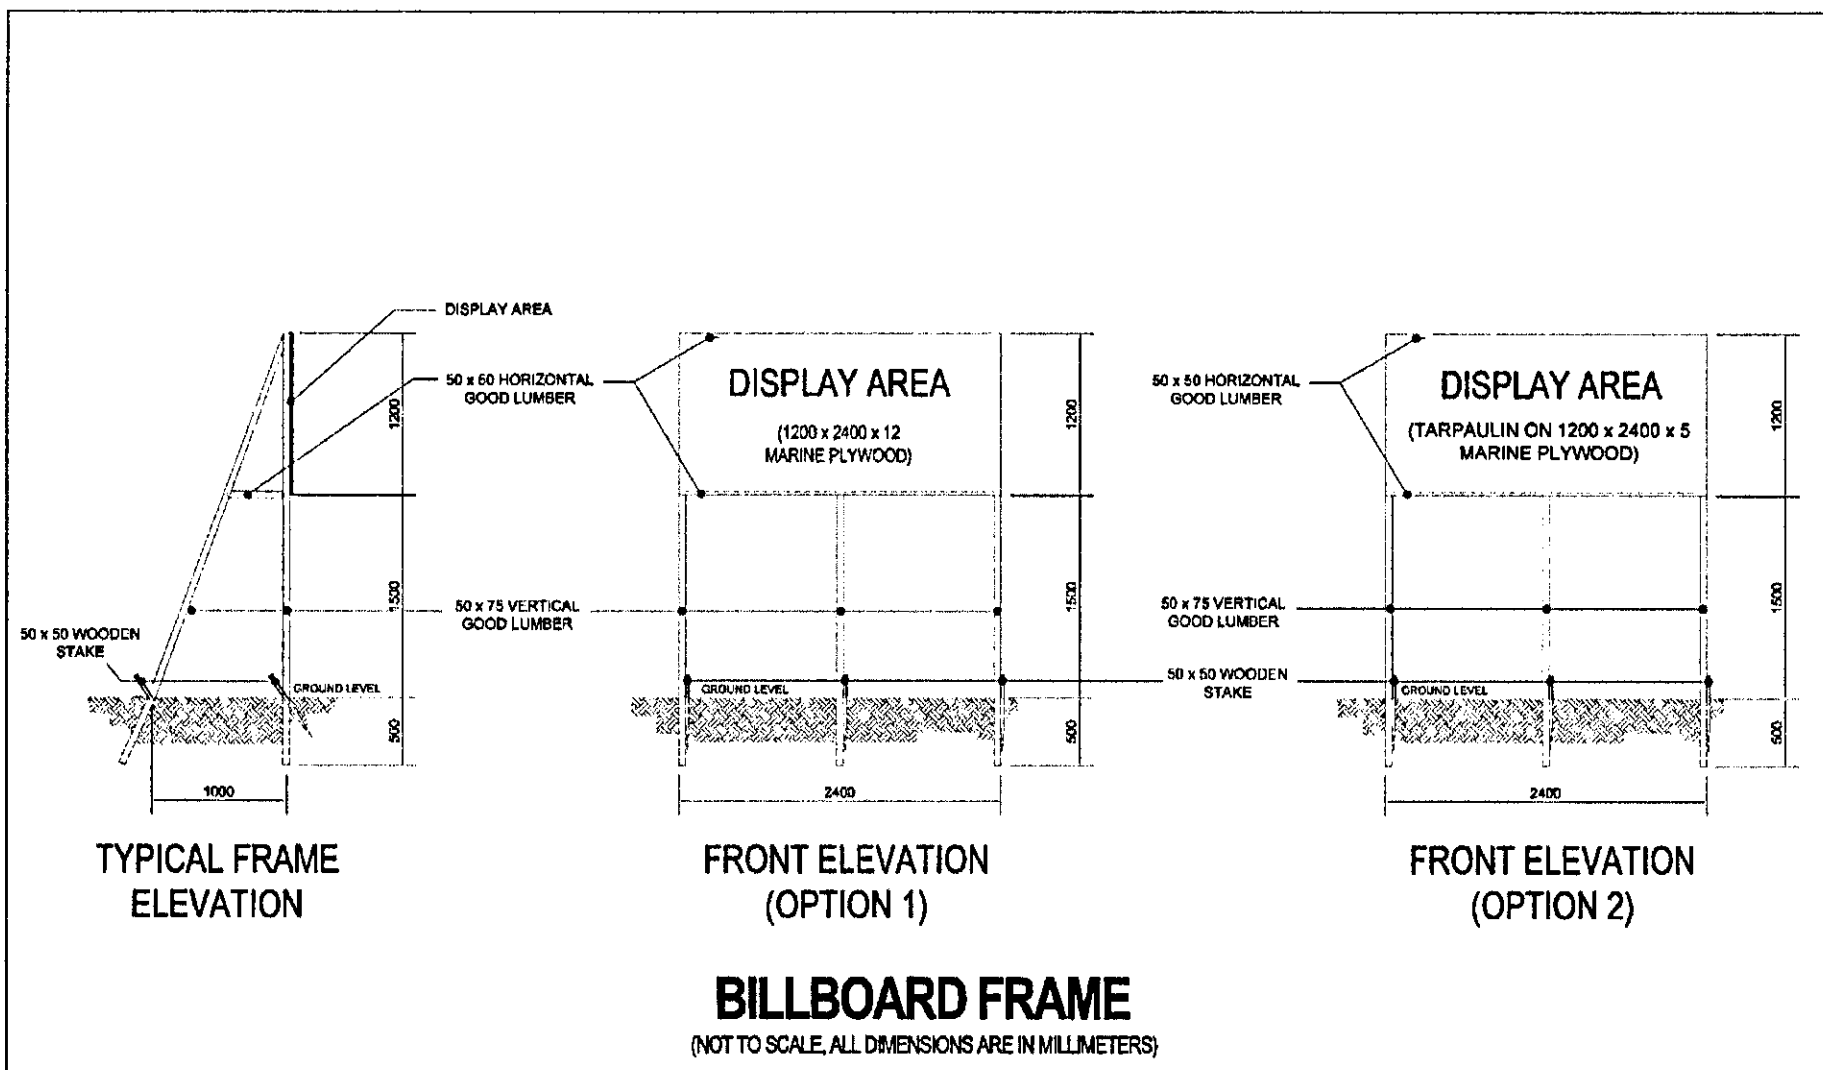 DISPLAY AREA
50 x 50 HORIZONTAL
GOOD LUMBER
1200
1500
500
50 x 75 VERTICAL
GOOD LUMBER
50 x 50 WOODEN
STAKE
GROUND LEVEL
1000
TYPICAL FRAME
ELEVATION
DISPLAY AREA
(1200 x 2400 x 12
MARINE PLYWOOD)
1200
1500
500
GROUND LEVEL
2400
FRONT ELEVATION
(OPTION 1)
50 x 50 HORIZONTAL
GOOD LUMBER
50 x 75 VERTICAL
GOOD LUMBER
50 x 50 WOODEN
STAKE
DISPLAY AREA
(TARPAULIN ON 1200 x 2400 x 5
MARINE PLYWOOD)
1200
1500
500
GROUND LEVEL
2400
FRONT ELEVATION
(OPTION 2)
BILLBOARD FRAME
(NOT TO SCALE, ALL DIMENSIONS ARE IN MILLIMETERS)